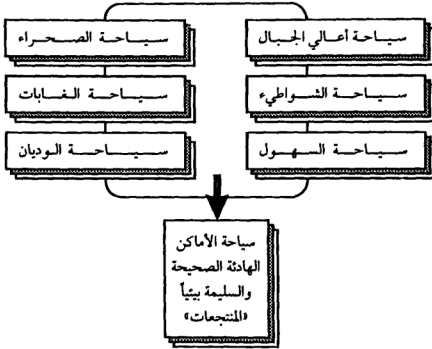 سياحة أعالي الجبال
سياحة الصحراء
سياحة الشواطيء
سياحة الغابات
سياحة السهول
سياحة الوديان
سياحة الأماكن
الهادئة الصحيحة
والسليمة بيئياً
«المنتجعات»